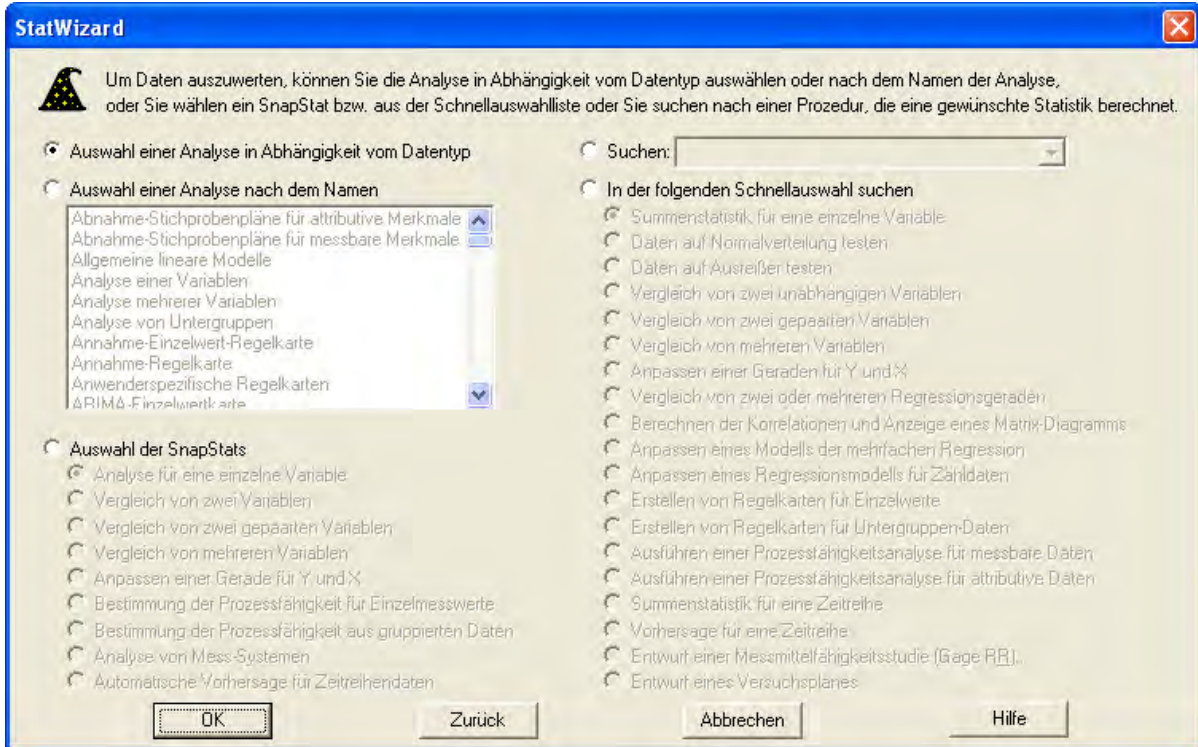 StatWizard
Um Daten auszuwerten, können Sie die Analyse in Abhängigkeit vom Datentyp auswählen oder nach dem Namen der Analyse,
oder Sie wählen ein SnapStat bzw. aus der Schnellauswahlliste oder Sie suchen nach einer Prozedur, die eine gewünschte Statistik berechnet.
Auswahl einer Analyse in Abhängigkeit vom Datentyp
Auswahl einer Analyse nach dem Namen
Abnahme-Stichprobenpläne für attributive Merkmale
Abnahme-Stichprobenpläne für messbare Merkmale
Allgemeine lineare Modelle
Analyse einer Variablen
Analyse mehrerer Variablen
Analyse von Untergruppen
Annahme-Einzelwert-Regelkarte
Annahme-Regelkarte
Anwenderspezifische Regelkarten
ARIMA-Einzelwertkarte
Auswahl der SnapStats
Analyse für eine einzelne Variable
Vergleich von zwei Variablen
Vergleich von zwei gepaarten Variablen
Vergleich von mehreren Variablen
Anpassen einer Gerade für Y und X
Bestimmung der Prozessfähigkeit für Einzelmesswerte
Bestimmung der Prozessfähigkeit aus gruppierten Daten
Analyse von Mess-Systemen
Automatische Vorhersage für Zeitreihendaten
Suchen:
In der folgenden Schnellauswahl suchen
Summenstatistik für eine einzelne Variable
Daten auf Normalverteilung testen
Daten auf Ausreißer testen
Vergleich von zwei unabhängigen Variablen
Vergleich von zwei gepaarten Variablen
Vergleich von mehreren Variablen
Anpassen einer Geraden für Y und X
Vergleich von zwei oder mehreren Regressionsgeraden
Berechnen der Korrelationen und Anzeige eines Matrix-Diagramms
Anpassen eines Modells der mehrfachen Regression
Anpassen eines Regressionsmodells für Zähldaten
Erstellen von Regelkarten für Einzelwerte
Erstellen von Regelkarten für Untergruppen-Daten
Ausführen einer Prozessfähigkeitsanalyse für messbare Daten
Ausführen einer Prozessfähigkeitsanalyse für attributive Daten
Summenstatistik für eine Zeitreihe
Vorhersage für eine Zeitreihe
Entwurf einer Messmittelfähigkeitsstudie (Gage RR)..
Entwurf eines Versuchsplanes
OK
Zurück
Abbrechen
Hilfe